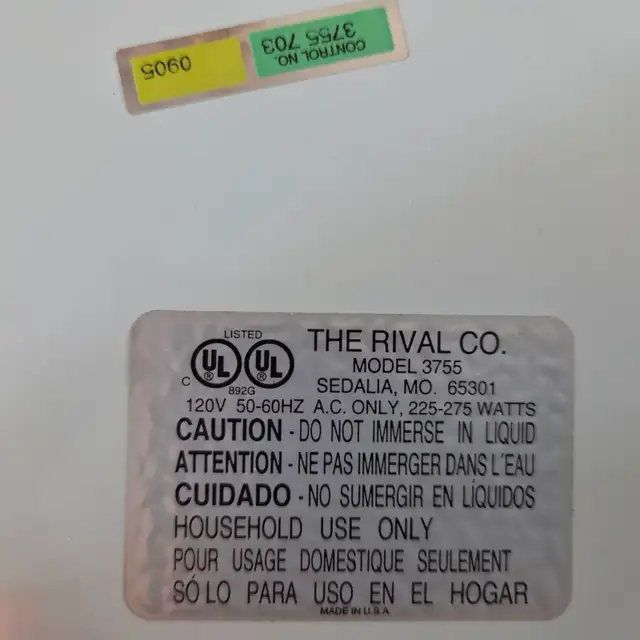 CONTROL NO.
3755 703
0905
LISTED
UL UL
C ® ®
892G
THE RIVAL CO.
MODEL 3755
SEDALIA, MO. 65301
120V 50-60HZ A.C. ONLY, 225-275 WATTS
CAUTION - DO NOT IMMERSE IN LIQUID
ATTENTION - NE PAS IMMERGER DANS L'EAU
CUIDADO - NO SUMERGIR EN LÍQUIDOS
HOUSEHOLD USE ONLY
POUR USAGE DOMESTIQUE SEULEMENT
SÓLO PARA USO EN EL HOGAR
MADE IN U.S.A.